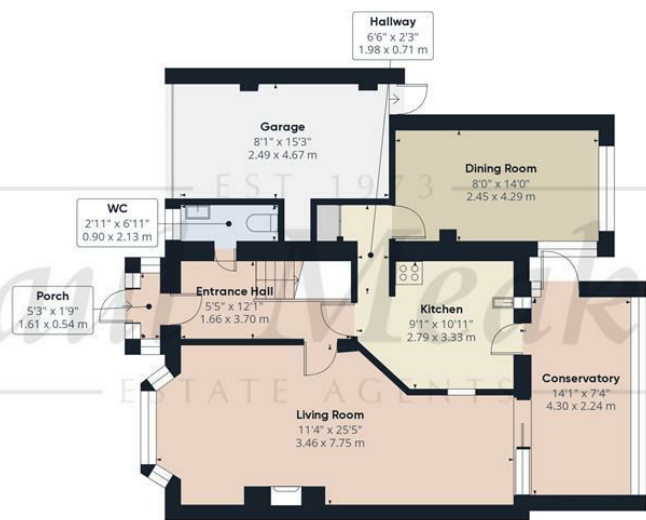 Hallway
6'6" x 2'3"
1.98 x 0.71 m
Garage
8'1" x 15'3"
2.49 x 4.67 m
Dining Room
8'0" x 14'0"
2.45 x 4.29 m
EST 1973
WC
2'11" x 6'11"
0.90 x 2.13 m
Porch
5'3" x 1'9"
1.61 x 0.54 m
Entrance Hall
5'5" x 12'1"
1.66 x 3.70 m
Kitchen
9'1" x 10'11"
2.79 x 3.33 m
Conservatory
14'1" x 7'4"
4.30 x 2.24 m
ESTATE AGENTS
Living Room
11'4" x 25'5"
3.46 x 7.75 m